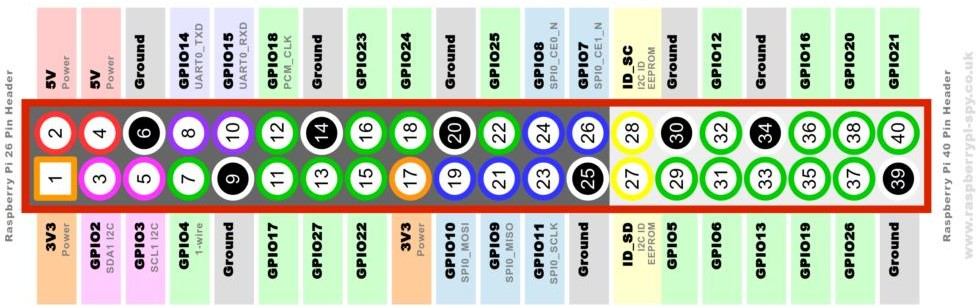 Raspberry Pi 26 Pin Header
5V
Power
5V
Power
Ground
GPIO14
UART0_TXD
GPIO15
UART0_RXD
GPIO18
PCM_CLK
Ground
GPIO23
GPIO24
Ground
GPIO25
GPIO8
SPI0_CE0_N
GPIO7
SPI0_CE1_N
ID_SC
I2C ID
EEPROM
Ground
GPIO12
Ground
GPIO16
GPIO20
GPIO21
2 4 6 8 10 12 14 16 18 20 22 24 26 28 30 32 34 36 38 40
1 3 5 7 9 11 13 15 17 19 21 23 25 27 29 31 33 35 37 39
3V3
Power
GPIO2
SDA1 I2C
GPIO3
SCL1 I2C
GPIO4
1-wire
Ground
GPIO17
GPIO27
GPIO22
3V3
Power
GPIO10
SPI0_MOSI
GPIO9
SPI0_MISO
GPIO11
SPI0_SCLK
Ground
ID_SD
I2C ID
EEPROM
GPIO5
GPIO6
GPIO13
GPIO19
GPIO26
Ground
Raspberry Pi 40 Pin Header
www.raspberrypi-spy.co.uk